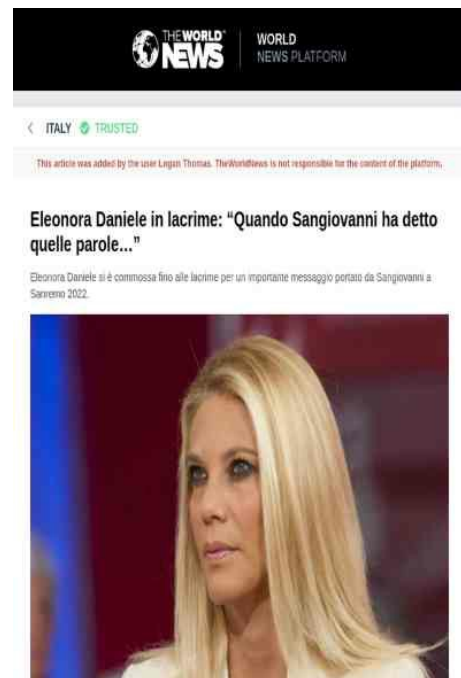 THE WORLD
NEWS
WORLD
NEWS PLATFORM
ITALY TRUSTED
This article was added by the user Logan Thomas. TheWorldNews is not responsible for the content of the platform.
Eleonora Daniele in lacrime: “Quando Sangiovanni ha detto
quelle parole…”
Eleonora Daniele si è commossa fino alle lacrime per un importante messaggio portato da Sangiovanni a
Sanremo 2022.